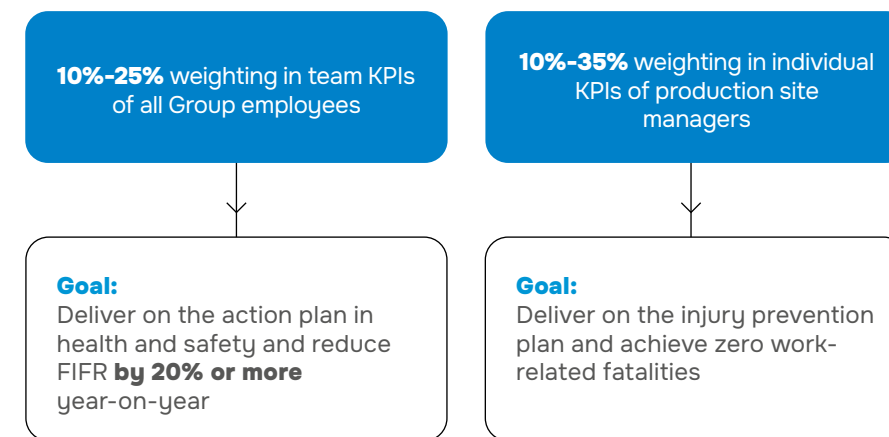 10%-25% weighting in team KPIs
of all Group employees
10%-35% weighting in individual
KPIs of production site
managers
Goal:
Deliver on the action plan in
health and safety and reduce
FIFR by 20% or more
year-on-year
Goal:
Deliver on the injury prevention
plan and achieve zero work-
related fatalities